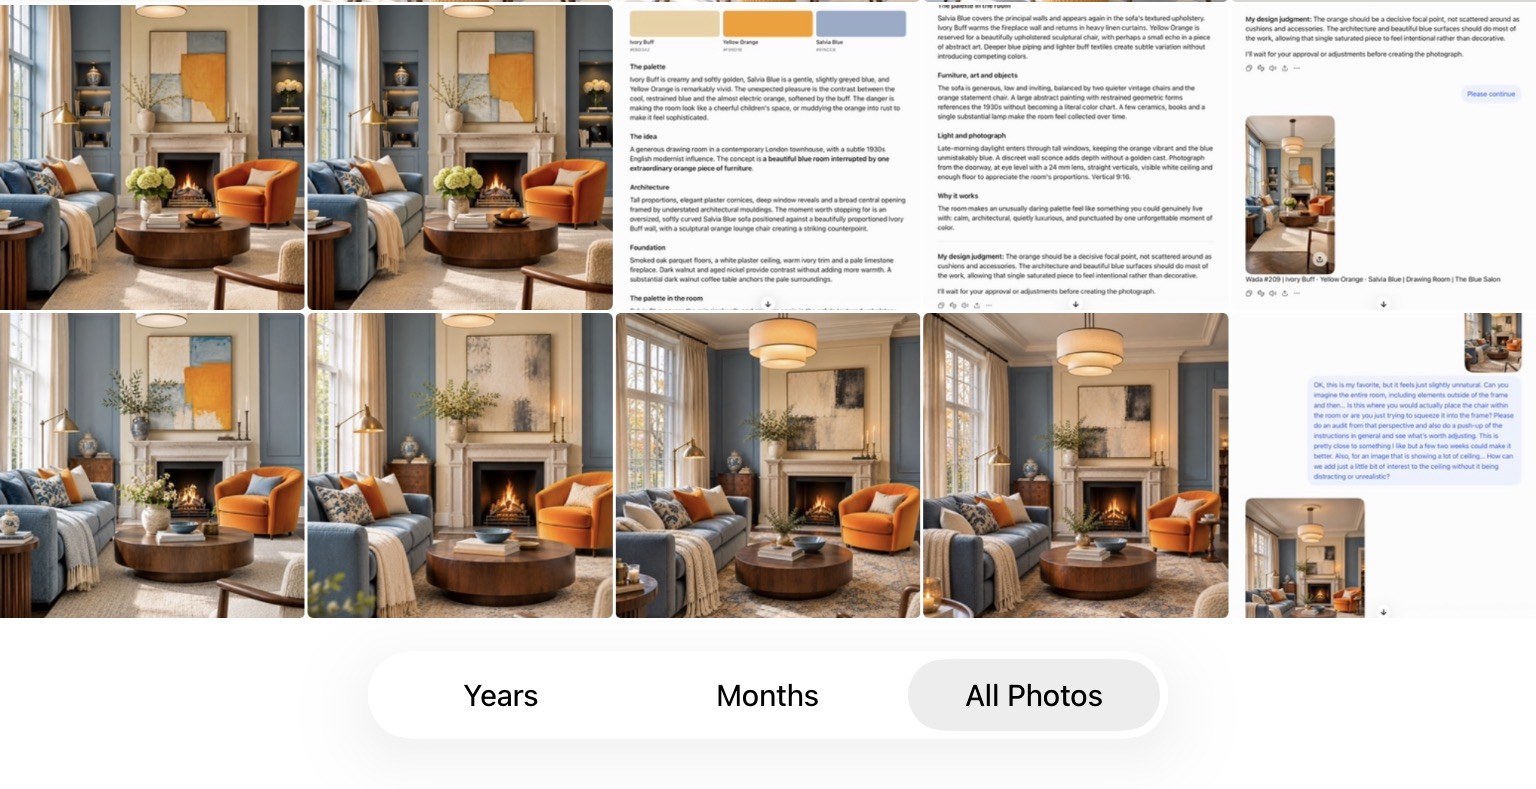 The palette in the room
Ivory Buff
Yellow Orange
Salvia Blue
The palette
Ivory Buff is creamy and softly golden, Salvia Blue is a gentle, slightly greyed blue, and
Yellow Orange is remarkably vivid. The unexpected pleasure is the contrast between the
cool, restrained blue and the almost electric orange, softened by the buff. The danger is
making the room look like a cheerful children's space, or muddying the orange into rust to
make it feel sophisticated.
The idea
A generous drawing room in a contemporary London townhouse, with a subtle 1930s
English modernist influence. The concept is a beautiful blue room interrupted by one
extraordinary orange piece of furniture.
Architecture
Tall proportions, elegant plaster cornices, deep window reveals and a broad central opening
framed by understated architectural mouldings. The moment worth stopping for is an
oversized, softly curved Salvia Blue sofa positioned against a beautifully proportioned Ivory
Buff wall, with a sculptural orange lounge chair creating a striking counterpoint.
Foundation
Smoked oak parquet floors, a white plaster ceiling, warm ivory trim and a pale limestone
fireplace. Dark walnut and aged nickel provide contrast without adding more warmth. A
substantial dark walnut coffee table anchors the pale surroundings.
The palette in the room
Salvia Blue covers the principal walls and appears again in the sofa's textured upholstery.
Ivory Buff warms the fireplace wall and returns in heavy linen curtains. Yellow Orange is
reserved for a beautifully upholstered sculptural chair, with perhaps a small echo in a piece
of abstract art. Deeper blue piping and lighter buff textiles create subtle variation without
introducing competing colors.
Furniture, art and objects
The sofa is generous, low and inviting, balanced by two quieter vintage chairs and the
orange statement chair. A large abstract painting with restrained geometric forms
references the 1930s without becoming a literal color chart. A few ceramics, books and a
single substantial lamp make the room feel collected over time.
Light and photograph
Late-morning daylight enters through tall windows, keeping the orange vibrant and the blue
unmistakably blue. A discreet wall sconce adds depth without a golden cast. Photograph
from the doorway, at eye level with a 24 mm lens, straight verticals, visible white ceiling and
enough floor to appreciate the room's proportions. Vertical 9:16.
Why it works
The room makes an unusually daring palette feel like something you could genuinely live
with: calm, architectural, quietly luxurious, and punctuated by one unforgettable moment of
color.
My design judgment: The orange should be a decisive focal point, not scattered around as
cushions and accessories. The architecture and beautiful blue surfaces should do most of
the work, allowing that single saturated piece to feel intentional rather than decorative.
I'll wait for your approval or adjustments before creating the photograph.
My design judgment: The orange should be a decisive focal point, not scattered around as
cushions and accessories. The architecture and beautiful blue surfaces should do most of
the work, allowing that single saturated piece to feel intentional rather than decorative.
I'll wait for your approval or adjustments before creating the photograph.
Please continue
Wada #209 | Ivory Buff · Yellow Orange · Salvia Blue | Drawing Room | The Blue Salon
OK, this is my favorite, but it feels just slightly unnatural. Can you
imagine the entire room, including elements outside of the frame
and then... Is this where you would actually place the chair within
the room or are you just trying to squeeze it into the frame? Please
do an audit from that perspective and also do a push-up of the
instructions in general and see what's worth adjusting. This is
pretty close to something I like but a few two weeks could make it
better. Also, for an image that is showing a lot of ceiling... How can
we add just a little bit of interest to the ceiling without it being
distracting or unrealistic?
Years
Months
All Photos